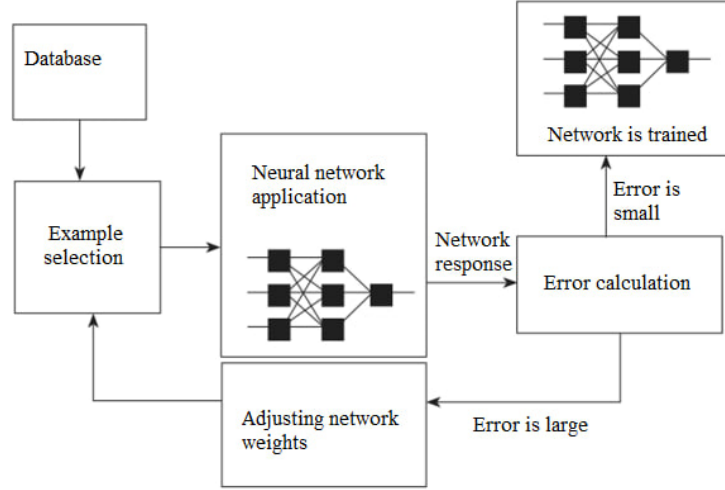 Database
Example
selection
Neural network
application
Network
response
Error calculation
Error is
small
Network is trained
Error is large
Adjusting network
weights